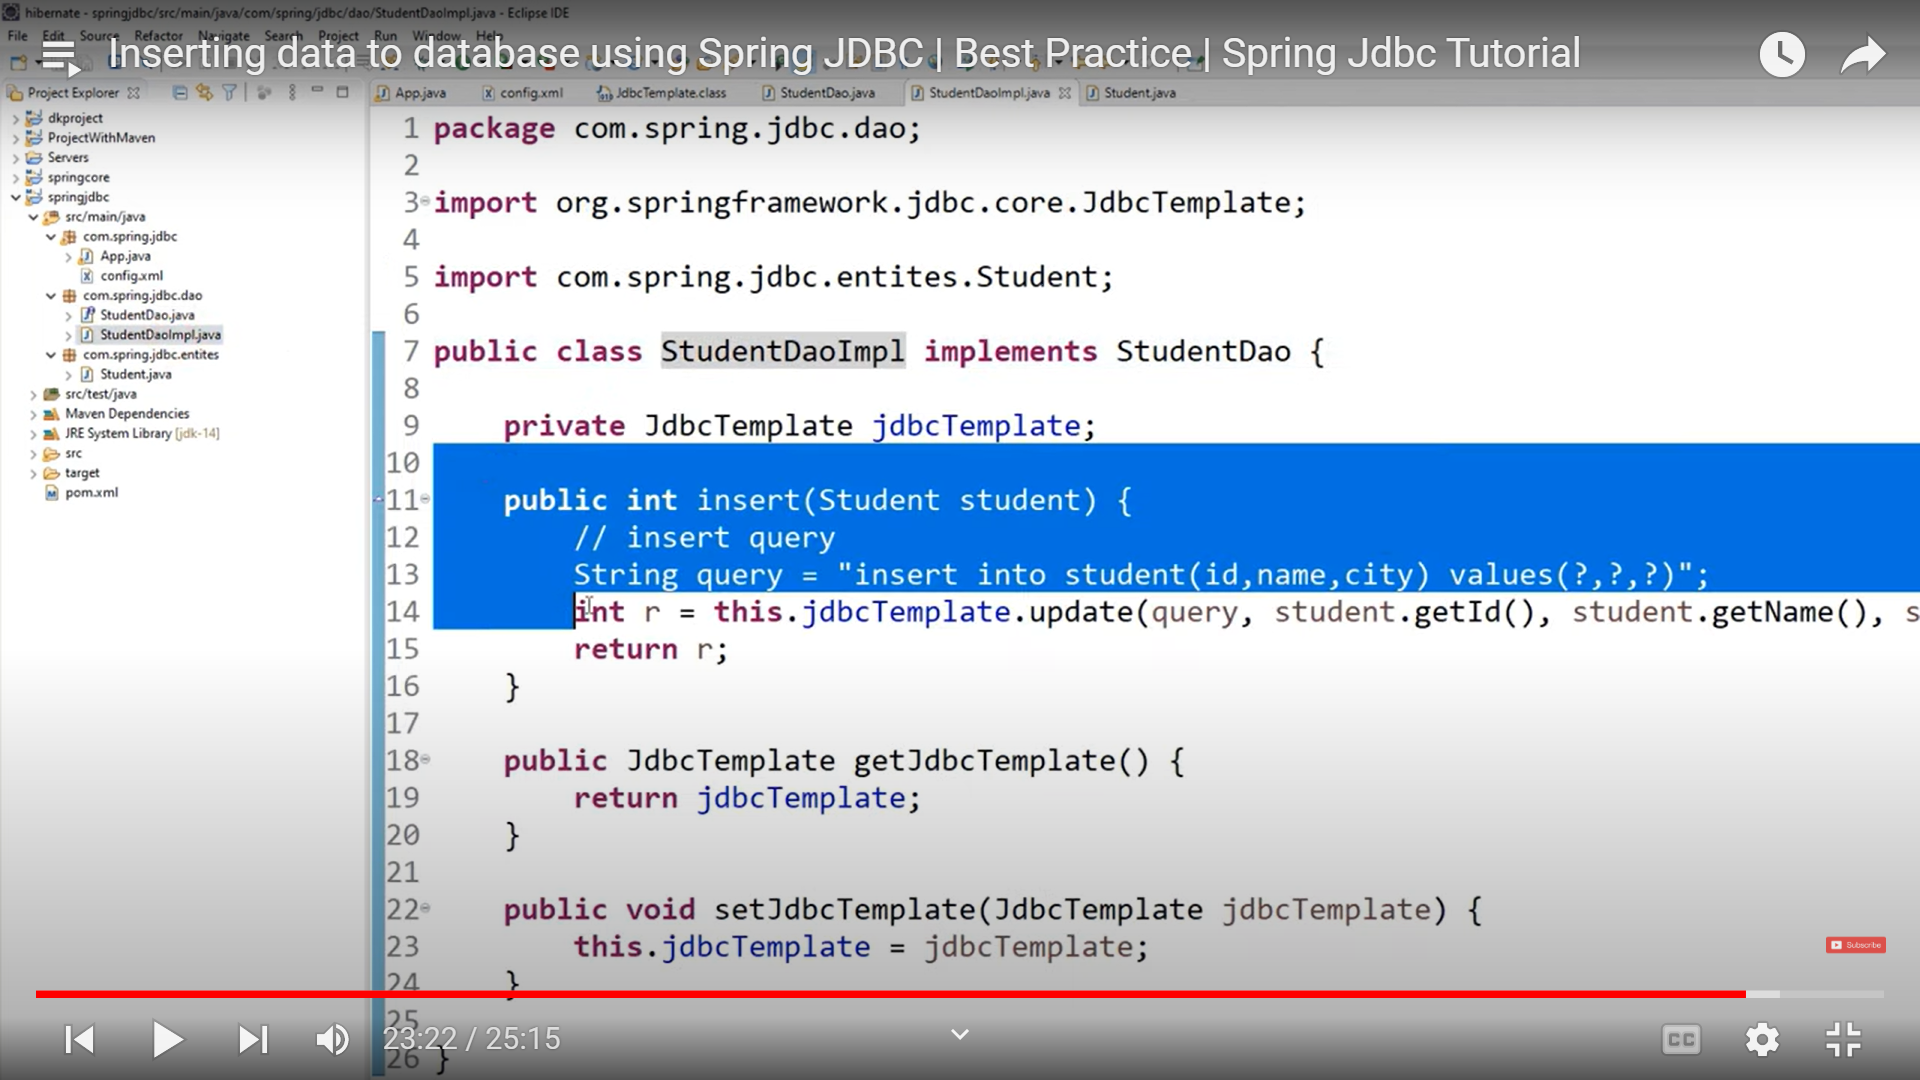 hibernate - springjdbc/src/main/java/com/spring/jdbc/dao/StudentDaoImpl.java - Eclipse IDE
File Edit Source Refactor Navigate Search Project Run Window Help
Inserting data to database using Spring JDBC | Best Practice | Spring Jdbc Tutorial
Project Explorer
App.java config.xml JdbcTemplate.class StudentDao.java StudentDaoImpl.java Student.java
dkproject
ProjectWithMaven
Servers
springcore
springjdbc
src/main/java
com.spring.jdbc
App.java
config.xml
com.spring.jdbc.dao
StudentDao.java
StudentDaoImpl.java
com.spring.jdbc.entites
Student.java
src/test/java
Maven Dependencies
JRE System Library [jdk-14]
src
target
pom.xml
1 package com.spring.jdbc.dao;
2
3 import org.springframework.jdbc.core.JdbcTemplate;
4
5 import com.spring.jdbc.entites.Student;
6
7 public class StudentDaoImpl implements StudentDao {
8
9 private JdbcTemplate jdbcTemplate;
10
11 public int insert(Student student) {
12 // insert query
13 String query = "insert into student(id,name,city) values(?,?,?)";
14 int r = this.jdbcTemplate.update(query, student.getId(), student.getName(), s
15 return r;
16 }
17
18 public JdbcTemplate getJdbcTemplate() {
19 return jdbcTemplate;
20 }
21
22 public void setJdbcTemplate(JdbcTemplate jdbcTemplate) {
23 this.jdbcTemplate = jdbcTemplate;
24 }
25
26 }
Subscribe
23:22 / 25:15
CC